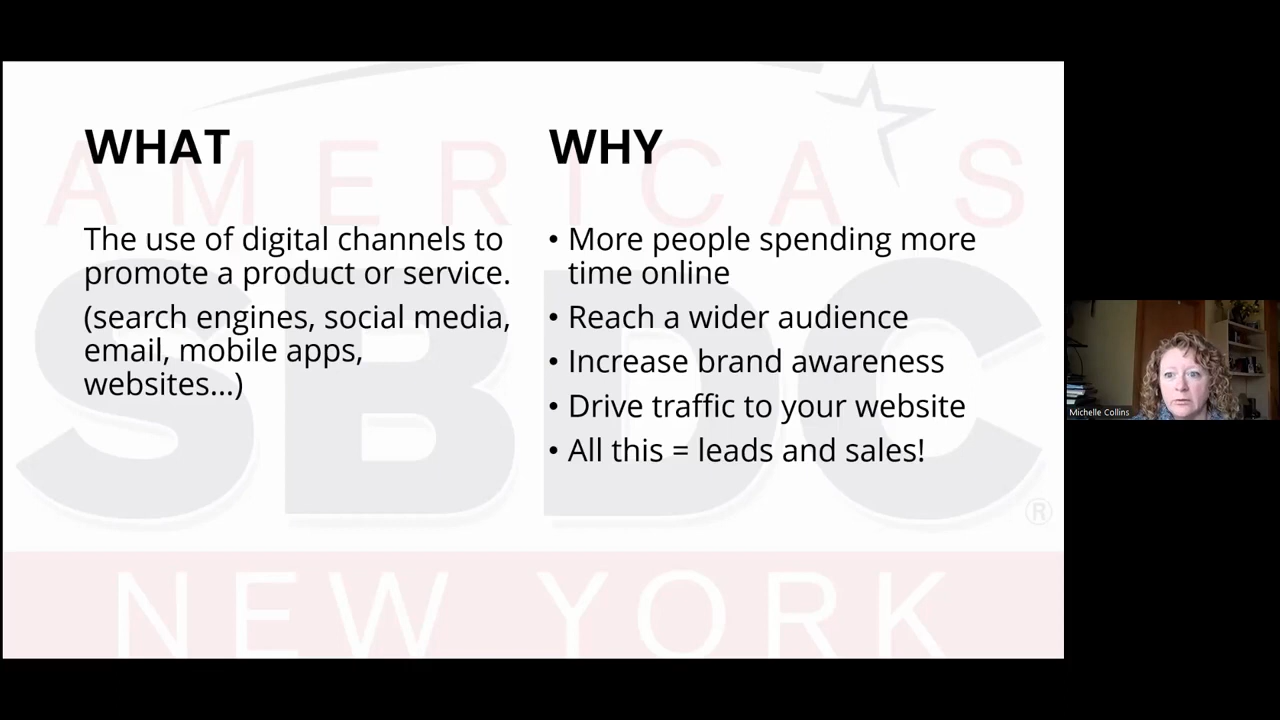 WHAT
The use of digital channels to
promote a product or service.
(search engines, social media,
email, mobile apps,
websites...)
WHY
• More people spending more
time online
• Reach a wider audience
• Increase brand awareness
• Drive traffic to your website
• All this = leads and sales!
AMERICA'S
SBDC
®
NEW YORK
Michelle Collins